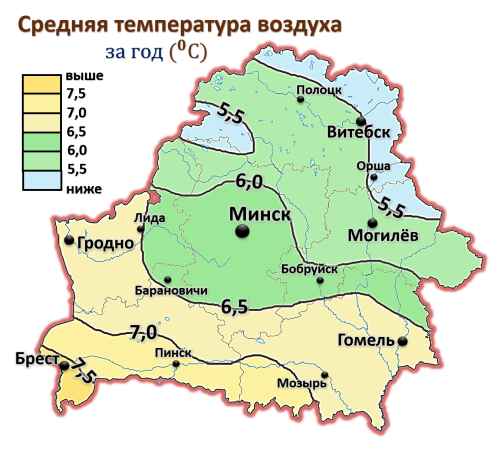 Средняя температура воздуха
за год (⁰С)
выше
7,5
7,0
6,5
6,0
5,5
ниже
Полоцк
5,5
Витебск
Орша
6,0
5,5
Лида
Минск
Гродно
Могилёв
Бобруйск
Барановичи
6,5
7,0
Гомель
Пинск
Брест
7,5
Мозырь